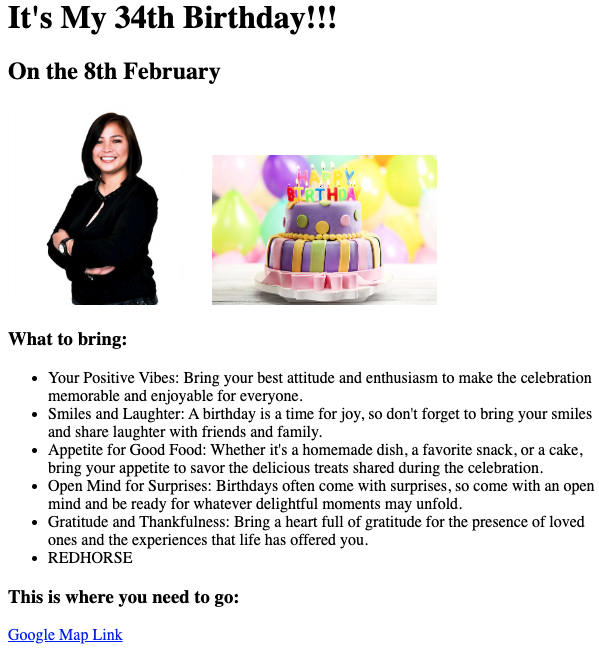 It's My 34th Birthday!!!
On the 8th February
HAPPY
BIRTHDAY
What to bring:
• Your Positive Vibes: Bring your best attitude and enthusiasm to make the celebration
memorable and enjoyable for everyone.
• Smiles and Laughter: A birthday is a time for joy, so don't forget to bring your smiles
and share laughter with friends and family.
• Appetite for Good Food: Whether it's a homemade dish, a favorite snack, or a cake,
bring your appetite to savor the delicious treats shared during the celebration.
• Open Mind for Surprises: Birthdays often come with surprises, so come with an open
mind and be ready for whatever delightful moments may unfold.
• Gratitude and Thankfulness: Bring a heart full of gratitude for the presence of loved
ones and the experiences that life has offered you.
• REDHORSE
This is where you need to go:
Google Map Link